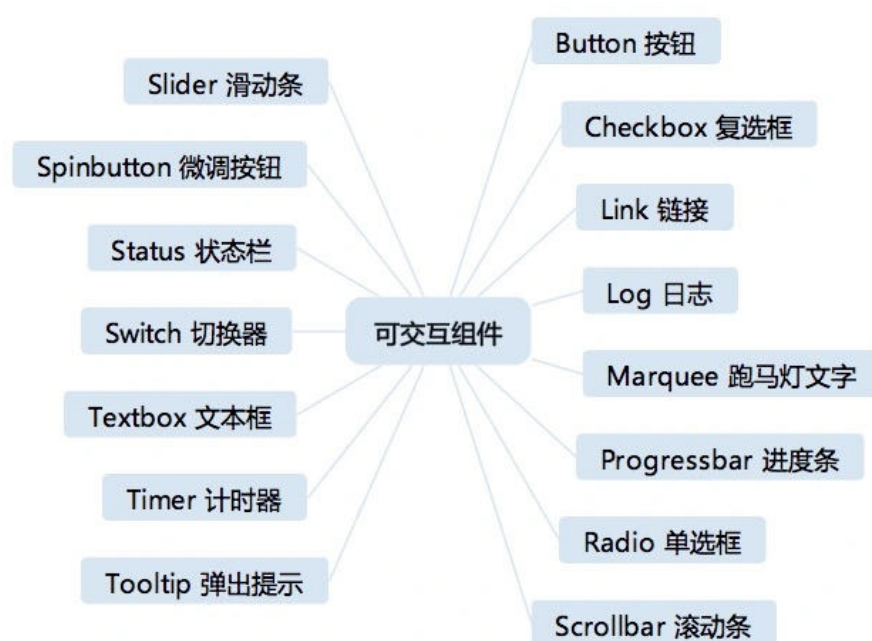 Button 按钮
Slider 滑动条
Checkbox 复选框
Spinbutton 微调按钮
Link 链接
Status 状态栏
Log 日志
Switch 切换器
可交互组件
Marquee 跑马灯文字
Textbox 文本框
Progressbar 进度条
Timer 计时器
Radio 单选框
Tooltip 弹出提示
Scrollbar 滚动条